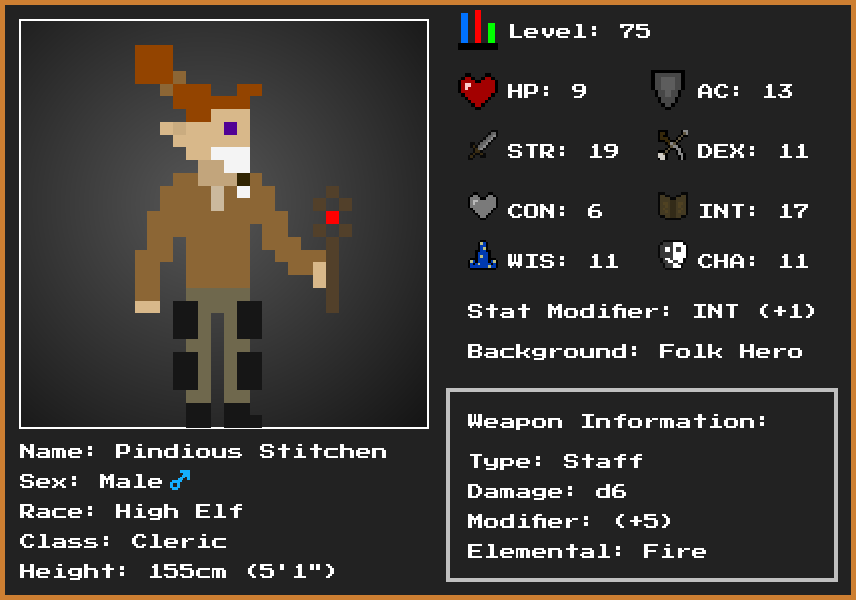 Level: 75
HP: 9 AC: 13
STR: 19 DEX: 11
CON: 6 INT: 17
WIS: 11 CHA: 11
Stat Modifier: INT (+1)
Background: Folk Hero
Weapon Information:
Type: Staff
Damage: d6
Modifier: (+5)
Elemental: Fire
Name: Pindious Stitchen
Sex: Male♂
Race: High Elf
Class: Cleric
Height: 155cm (5'1")